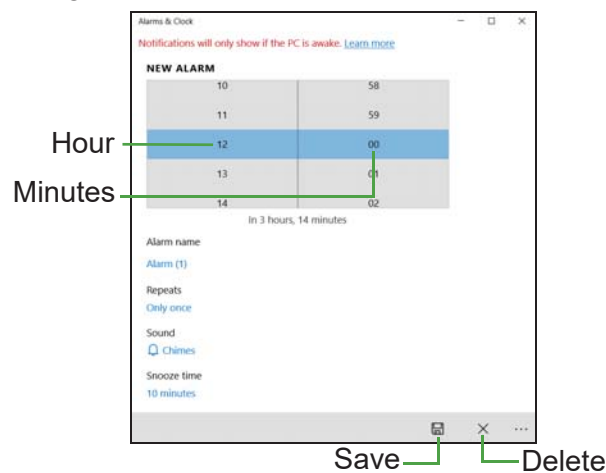 Alarms & Clock
Notifications will only show if the PC is awake. Learn more
NEW ALARM
10 58
11 59
Hour 12 00
13 01
Minutes
14 02
In 3 hours, 14 minutes
Alarm name
Alarm (1)
Repeats
Only once
Sound
Chimes
Snooze time
10 minutes
...
Save Delete